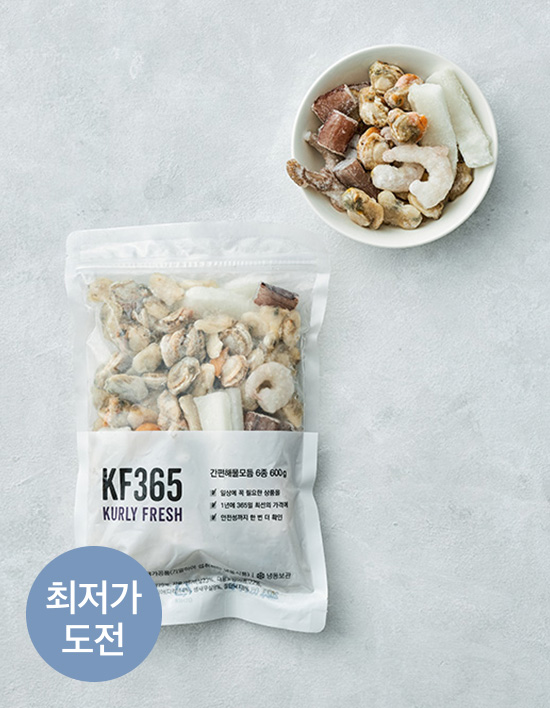 KF365
KURLY FRESH
간편해물모듬 6종 600g
일상에 꼭 필요한 상품을
1년에 365일 최선의 가격에
안전성까지 한 번 더 확인
냉동보관
최저가
도전